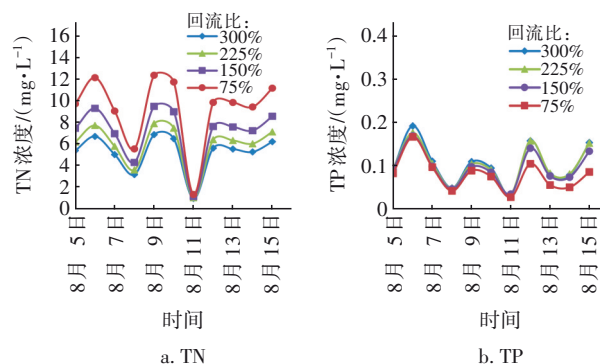 回流比:
300%
225%
150%
75%
16
14
12
10
8
6
4
2
0
TN 浓度/(mg·L⁻¹)
8月 5日
8月 7日
8月 9日
8月 11日
8月 13日
8月 15日
时间
a. TN
回流比:
300%
225%
150%
75%
0.4
0.3
0.2
0.1
0
TP 浓度/(mg·L⁻¹)
8月 5日
8月 7日
8月 9日
8月 11日
8月 13日
8月 15日
时间
b. TP